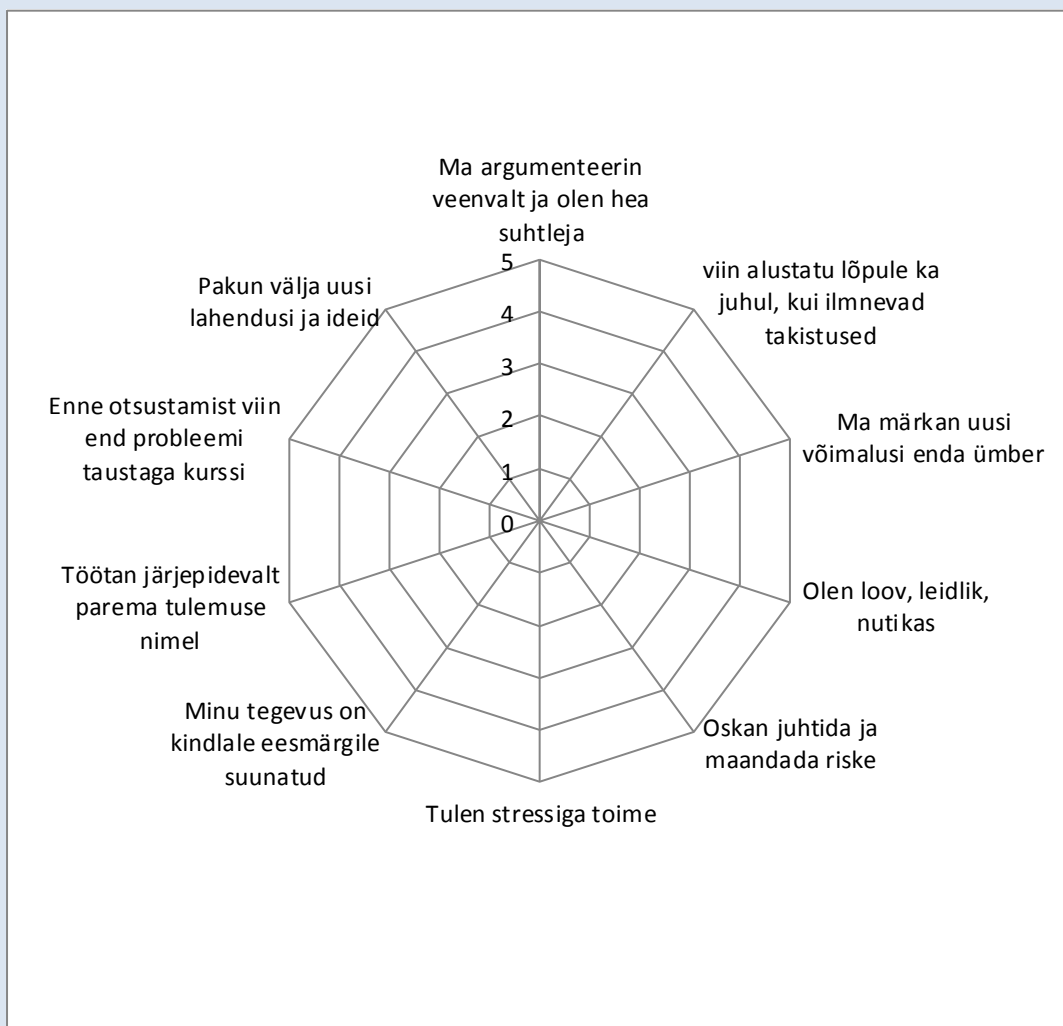 Ma argumenteerin
veenvalt ja olen hea
suhtleja
viin alustatu lõpule ka
juhul, kui ilmnevad
takistused
Ma märkan uusi
võimalusi enda ümber
Olen loov, leidlik,
nutikas
Oskan juhtida ja
maandada riske
Tulen stressiga toime
Minu tegevus on
kindlale eesmärgile
suunatud
Töötan järjepidevalt
parema tulemuse
nimel
Enne otsustamist viin
end probleemi
taustaga kurssi
Pakun välja uusi
lahendusi ja ideid
5
4
3
2
1
0